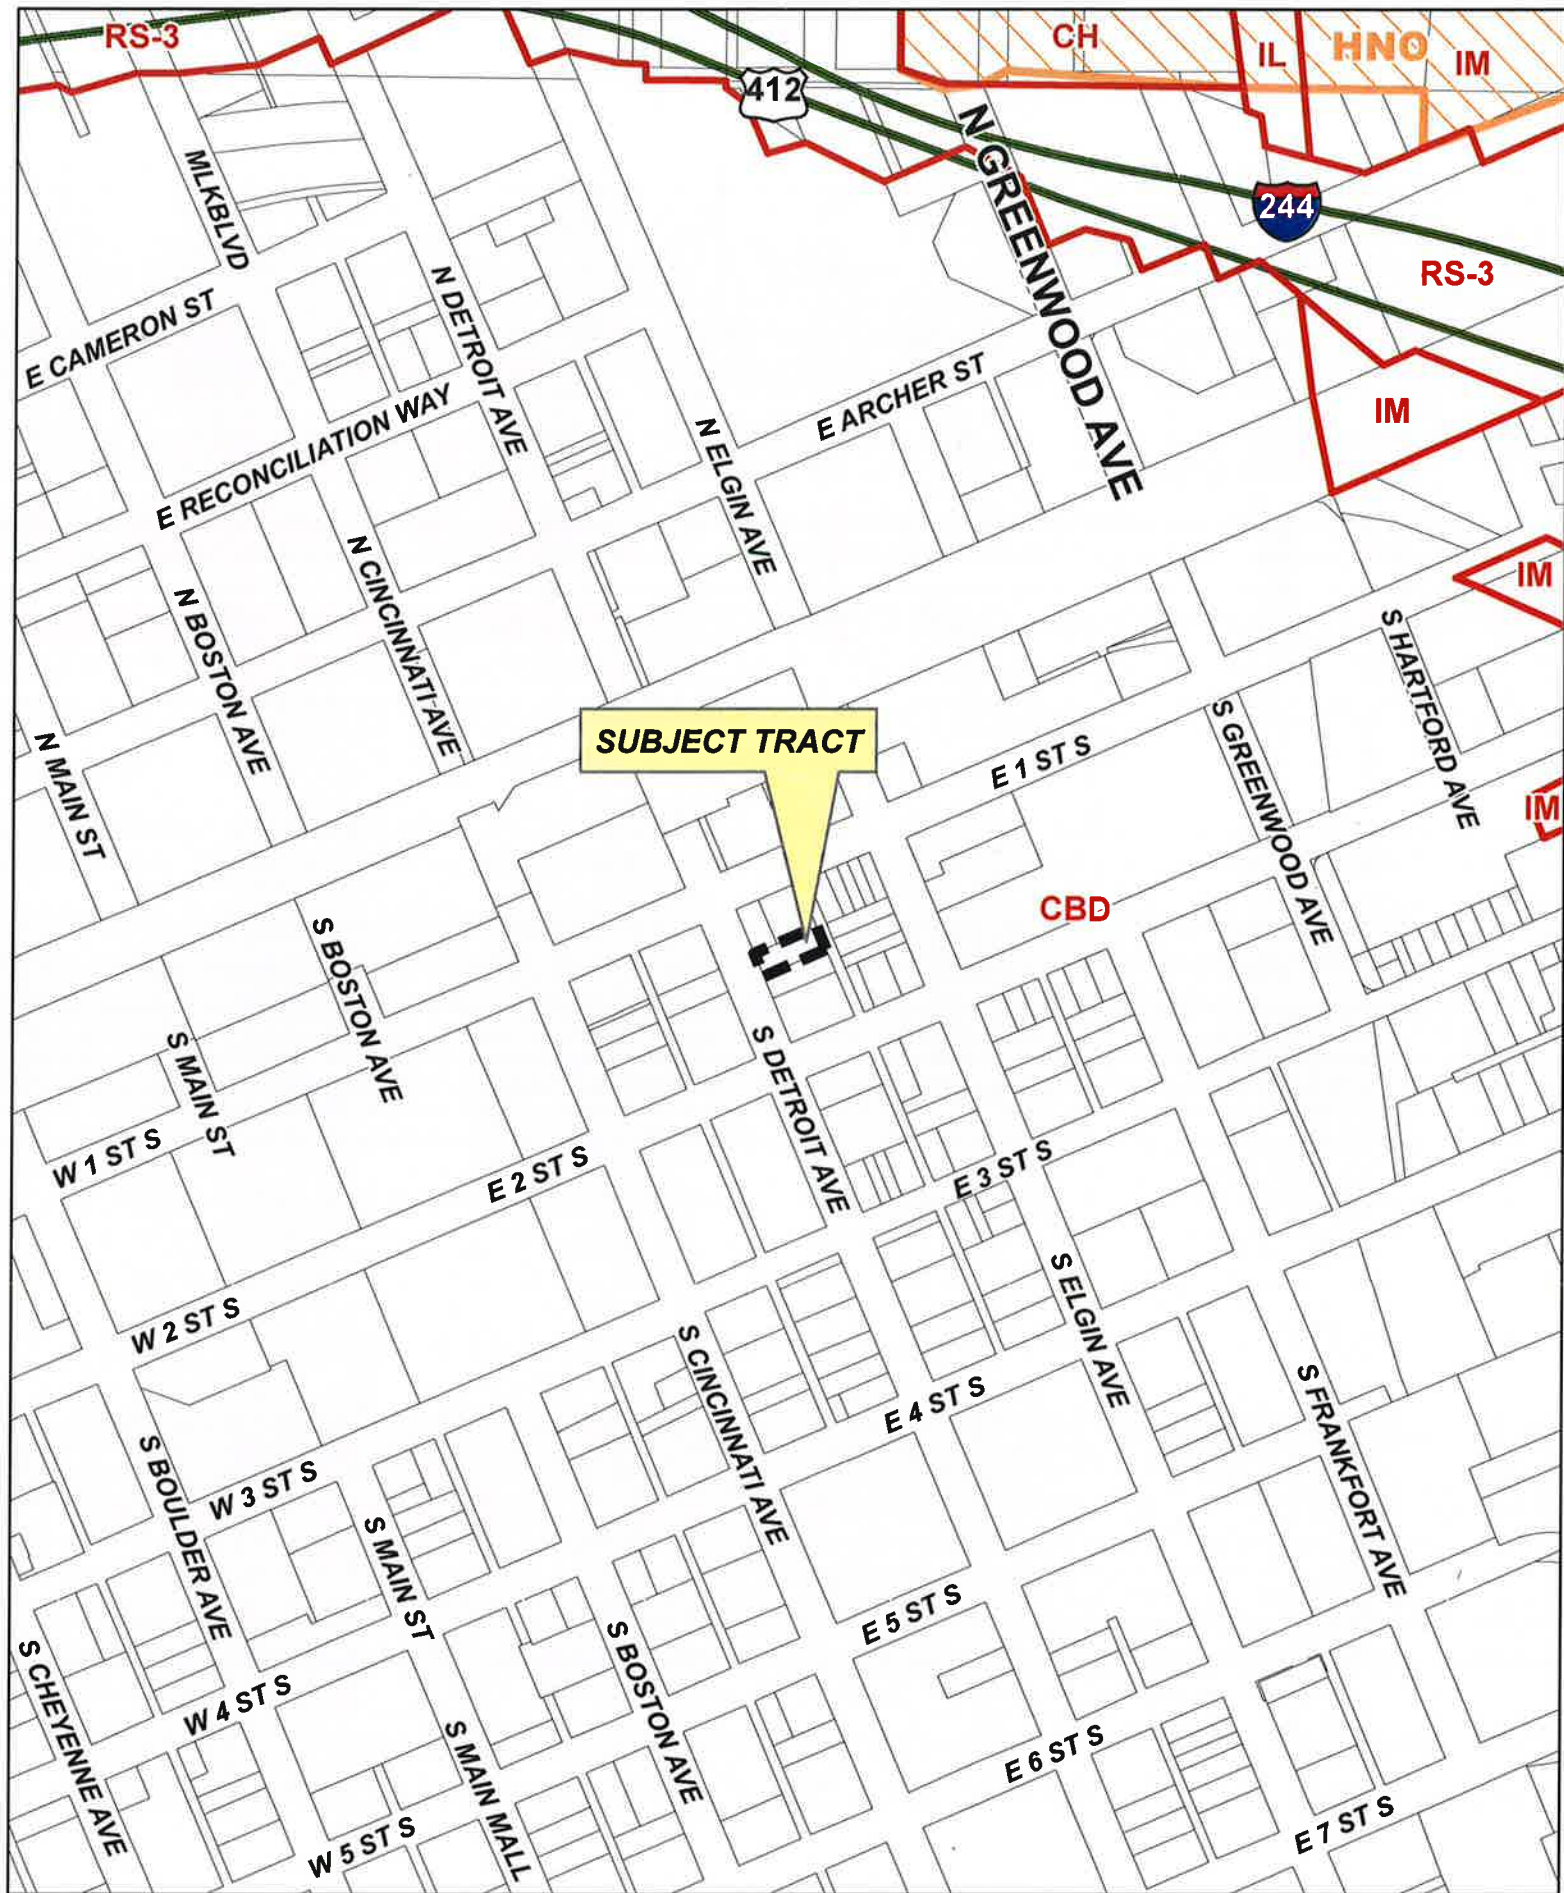 RS-3
CH
IL
HNO
IM
412
244
RS-3
MLKBLVD
N GREENWOOD AVE
N DETROIT AVE
E CAMERON ST
E RECONCILIATION WAY
E ARCHER ST
IM
N ELGIN AVE
N CINCINNATI AVE
N BOSTON AVE
IM
S HARTFORD AVE
N MAIN ST
SUBJECT TRACT
E 1 ST S
S GREENWOOD AVE
IM
CBD
S BOSTON AVE
S MAIN ST
S DETROIT AVE
W 1 ST S
E 2 ST S
E 3 ST S
W 2 ST S
S ELGIN AVE
S CINCINNATI AVE
E 4 ST S
S FRANKFORT AVE
S BOULDER AVE
W 3 ST S
S MAIN ST
E 5 ST S
S BOSTON AVE
S CHEYENNE AVE
W 4 ST S
S MAIN MALL
E 6 ST S
E 7 ST S
W 5 ST S